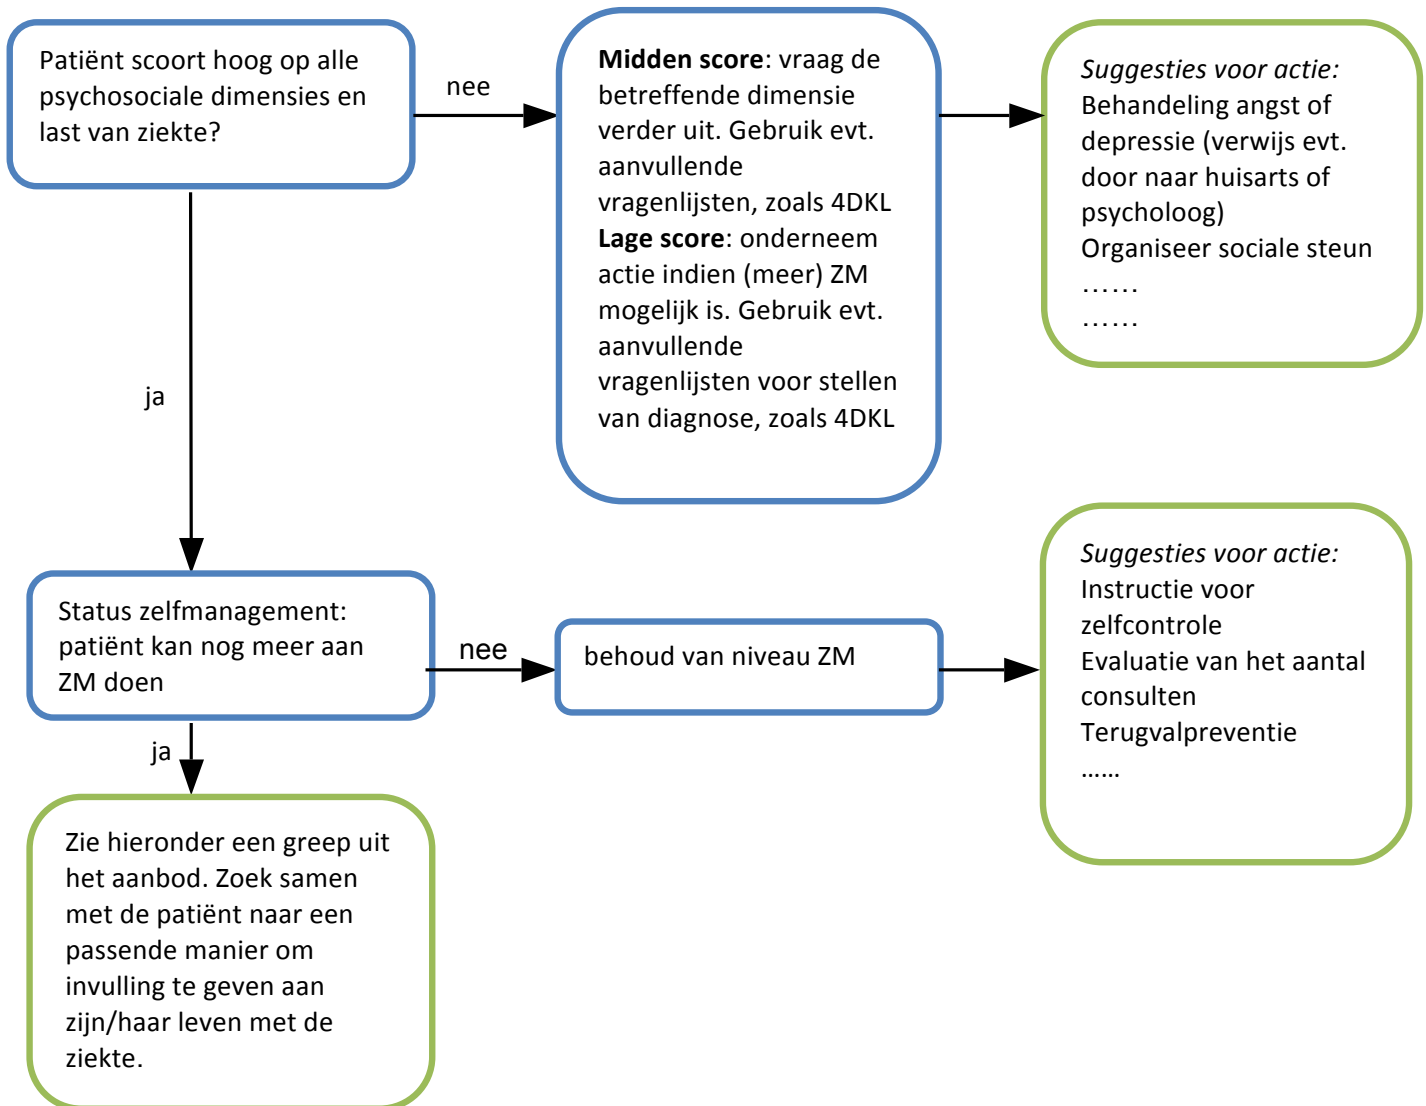 Patiënt scoort hoog op alle
psychosociale dimensies en
last van ziekte?
nee
Midden score: vraag de
betreffende dimensie
verder uit. Gebruik evt.
aanvullende
vragenlijsten, zoals 4DKL
Lage score: onderneem
actie indien (meer) ZM
mogelijk is. Gebruik evt.
aanvullende
vragenlijsten voor stellen
van diagnose, zoals 4DKL
Suggesties voor actie:
Behandeling angst of
depressie (verwijs evt.
door naar huisarts of
psycholoog)
Organiseer sociale steun
……
……
ja
Status zelfmanagement:
patiënt kan nog meer aan
ZM doen
nee
behoud van niveau ZM
Suggesties voor actie:
Instructie voor
zelfcontrole
Evaluatie van het aantal
consulten
Terugvalpreventie
……
ja
Zie hieronder een greep uit
het aanbod. Zoek samen
met de patiënt naar een
passende manier om
invulling te geven aan
zijn/haar leven met de
ziekte.